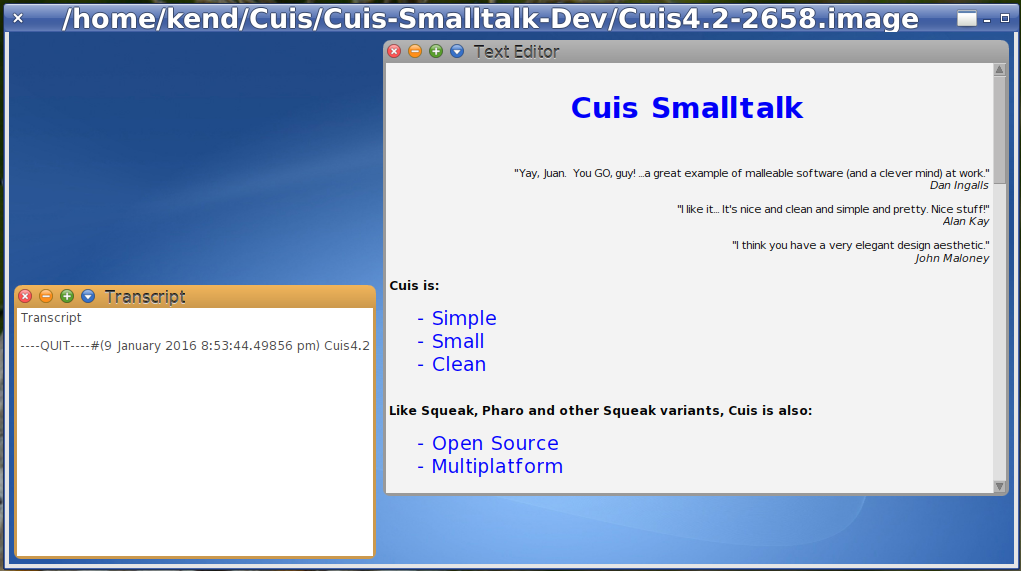 /home/kend/Cuis/Cuis-Smalltalk-Dev/Cuis4.2-2658.image
Text Editor
Cuis Smalltalk
"Yay, Juan.  You GO, guy! ...a great example of malleable software (and a clever mind) at work."
Dan Ingalls
"I like it... It's nice and clean and simple and pretty. Nice stuff!"
Alan Kay
"I think you have a very elegant design aesthetic."
John Maloney
Cuis is:
- Simple
- Small
- Clean
Like Squeak, Pharo and other Squeak variants, Cuis is also:
- Open Source
- Multiplatform
Transcript
Transcript
----QUIT----#(9 January 2016 8:53:44.49856 pm) Cuis4.2